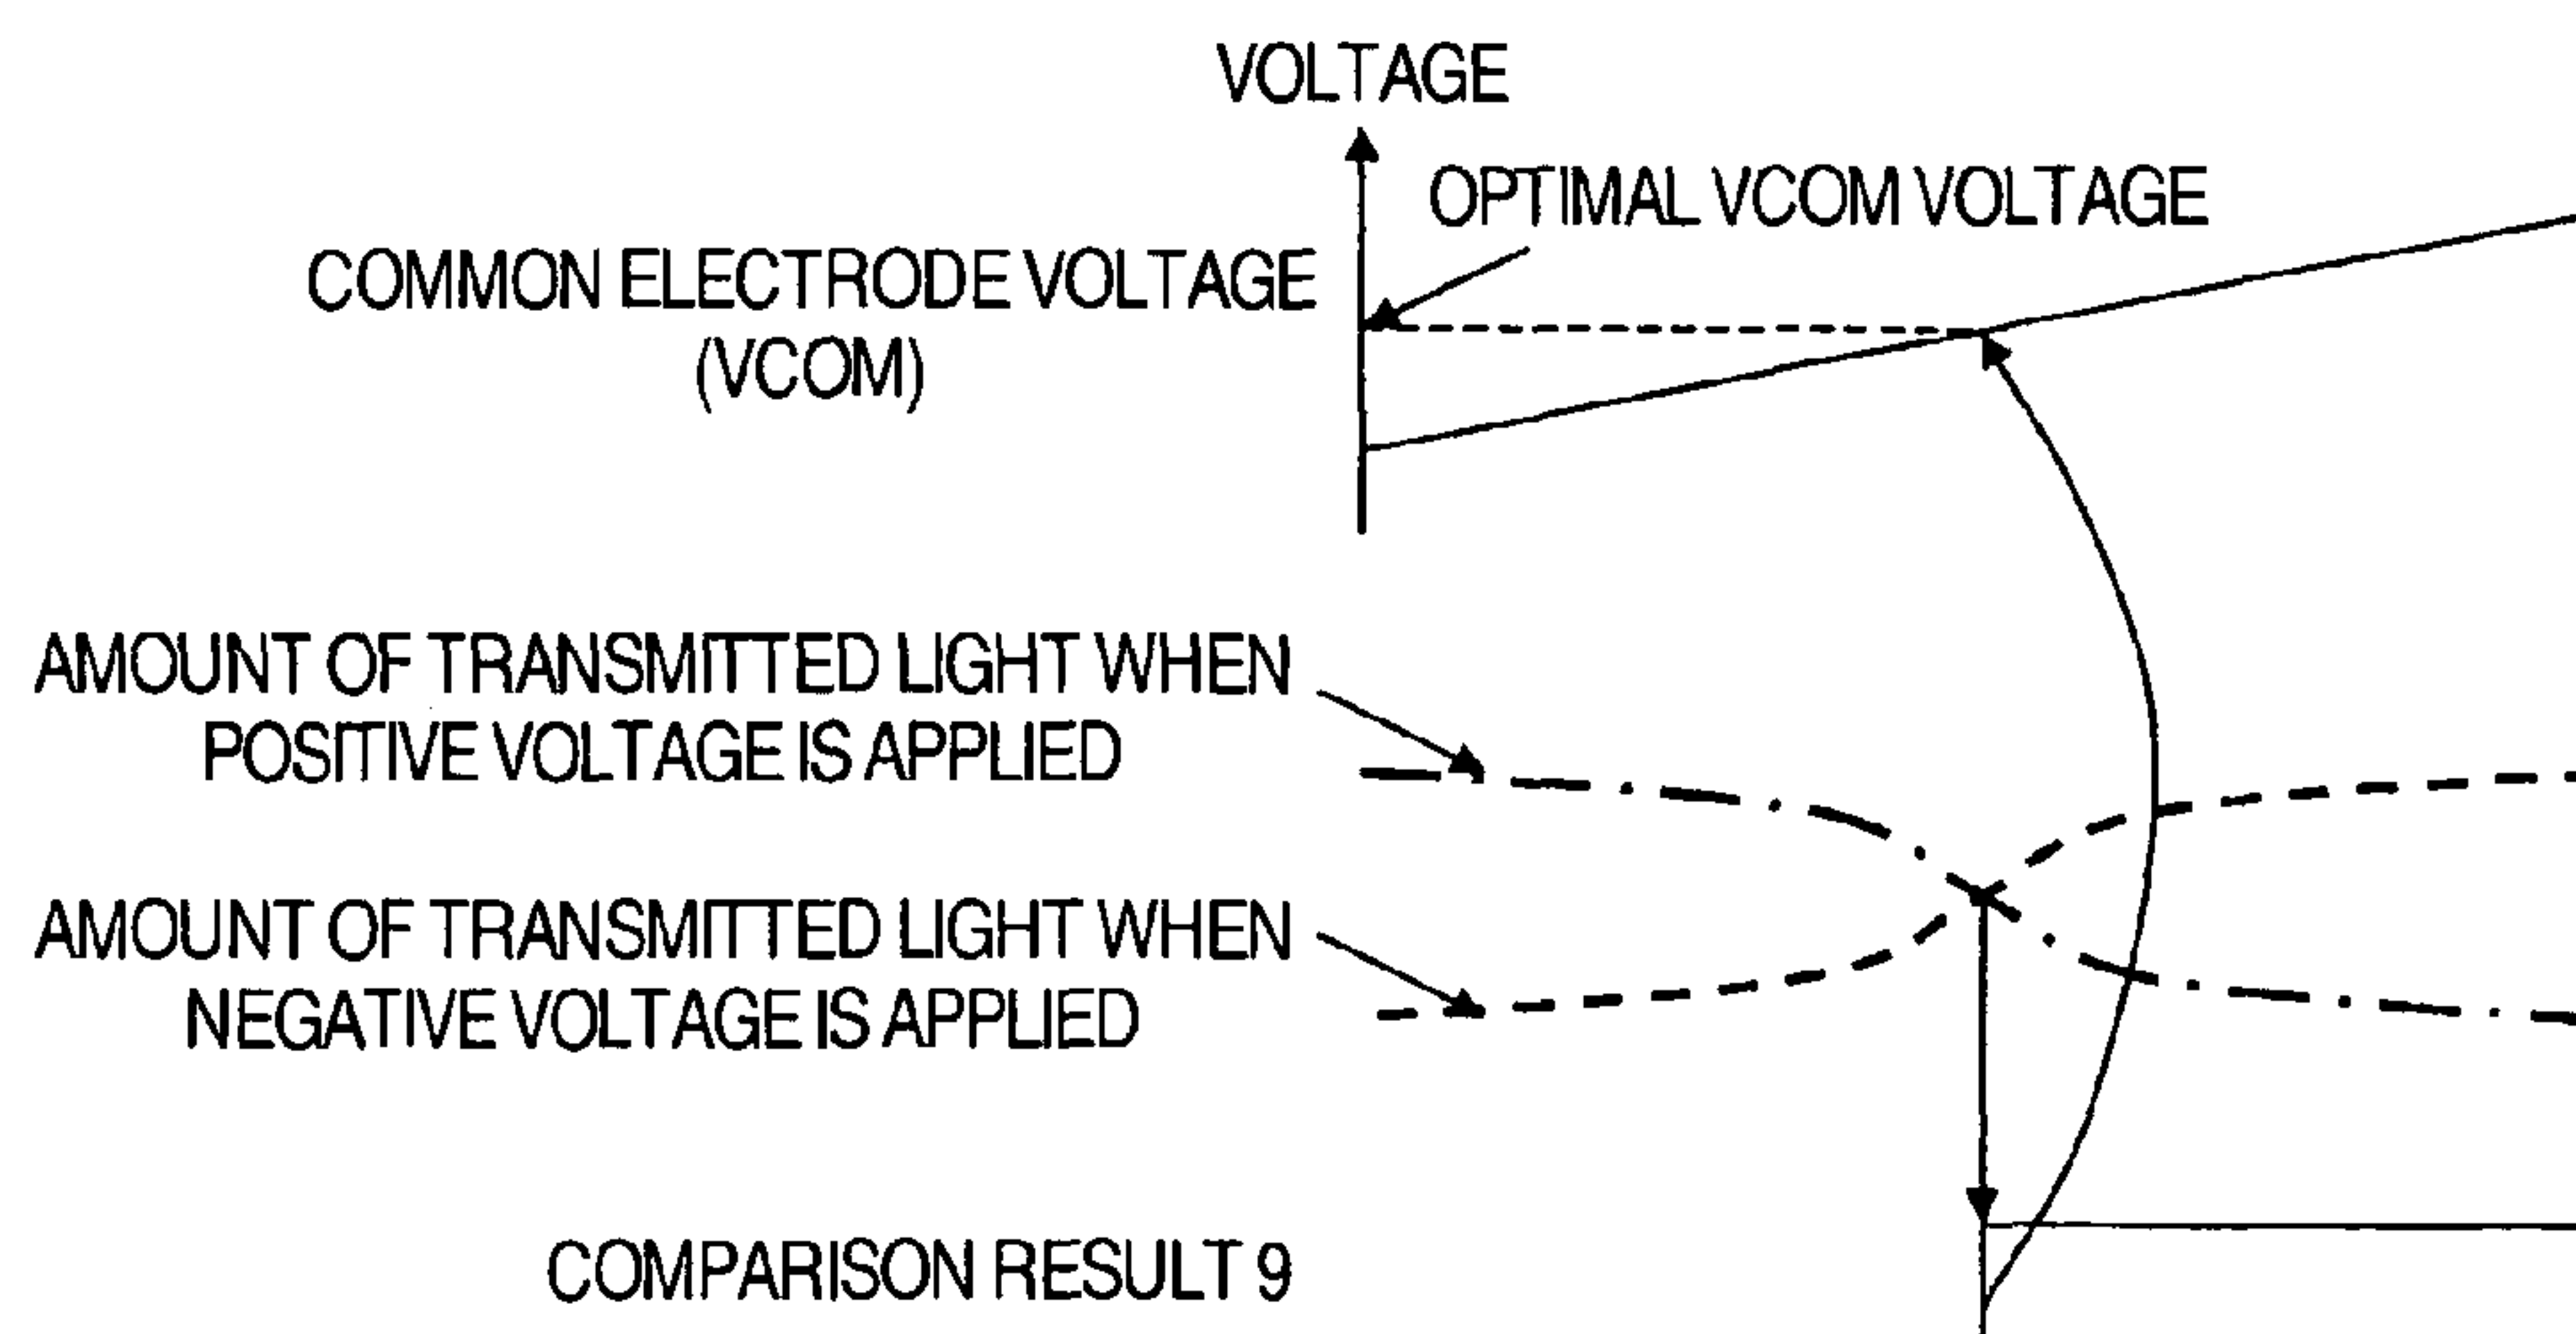 VOLTAGE
OPTIMAL VCOM VOLTAGE
COMMON ELECTRODE VOLTAGE
(VCOM)
AMOUNT OF TRANSMITTED LIGHT WHEN
POSITIVE VOLTAGE IS APPLIED
AMOUNT OF TRANSMITTED LIGHT WHEN
NEGATIVE VOLTAGE IS APPLIED
COMPARISON RESULT 9